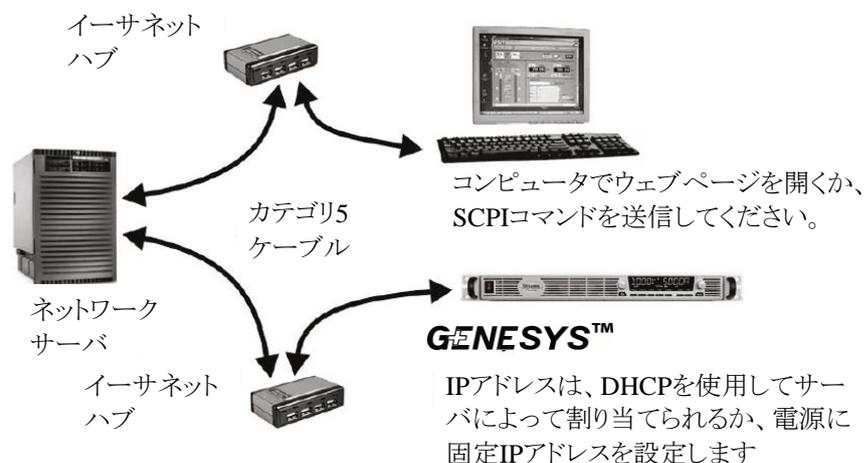 イーサネット
ハブ
コンピュータでウェブページを開くか、
SCPIコマンドを送信してください。
カテゴリ5
ケーブル
ネットワーク
サーバ
GENESYS™
イーサネット
ハブ
IPアドレスは、DHCPを使用してサー
バによって割り当てられるか、電源に
固定IPアドレスを設定します